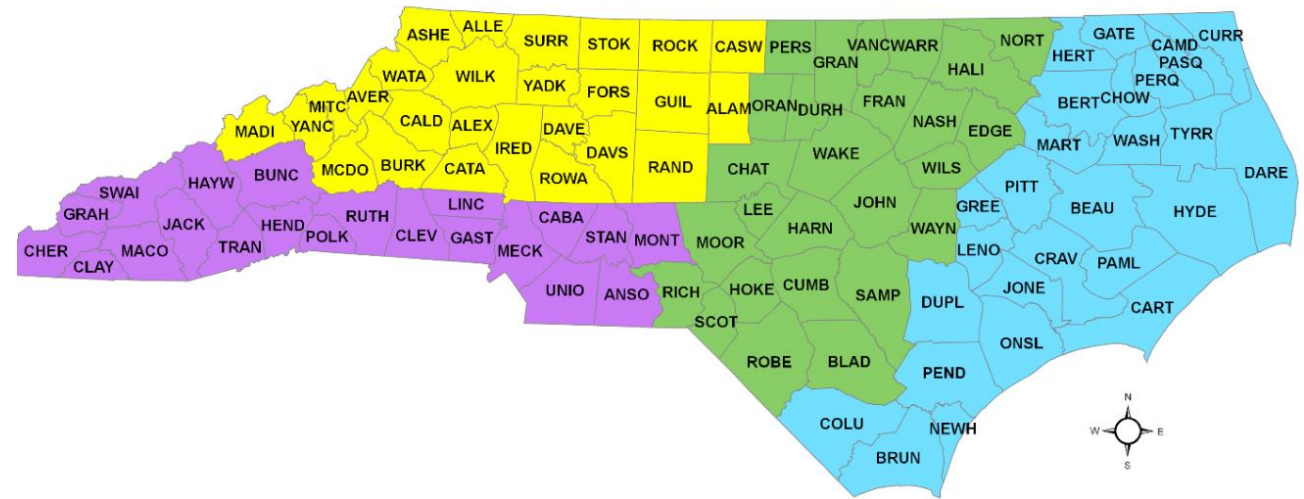 ALLE
ASHE
SURR
STOK
ROCK
CASW
PERS
VANC
WARR
NORT
GATE
CURR
CAMD
HERT
PASQ
GRAN
HALI
WATA
WILK
YADK
FORS
GUIL
ALAM
ORAN
DURH
FRAN
PERQ
BERT
CHOW
MITC
AVER
MADI
YANC
CALD
ALEX
IRED
DAVE
DAVS
NASH
EDGE
MART
WASH
TYRR
MCDO
BURK
CATA
ROWA
RAND
CHAT
WAKE
WILS
DARE
SWAI
HAYW
BUNC
PITT
GRAH
JACK
HEND
RUTH
LINC
CABA
LEE
JOHN
GREE
BEAU
HYDE
CHER
MACO
TRAN
POLK
CLEV
GAST
MECK
STAN
MONT
MOOR
HARN
WAYN
LENO
CRAV
PAML
CLAY
UNIO
ANSO
RICH
HOKE
CUMB
SAMP
DUPL
JONE
CART
SCOT
ONSL
ROBE
BLAD
PEND
COLU
NEWH
BRUN
N
W
E
S